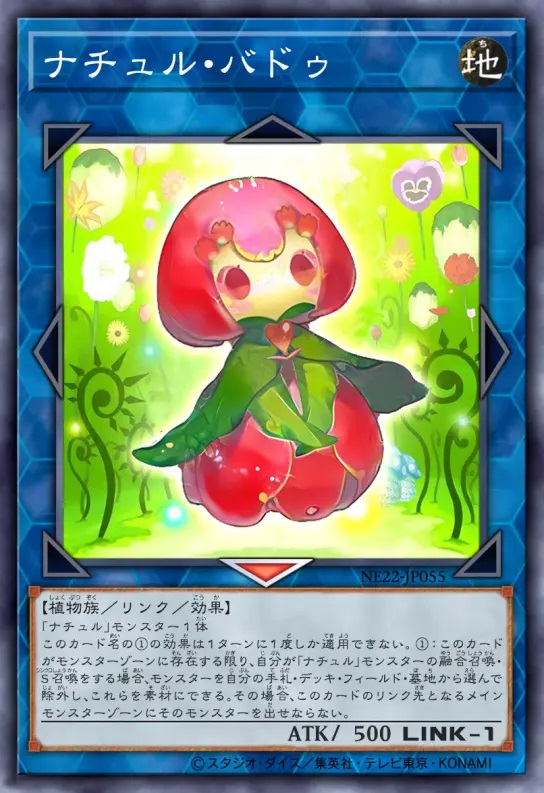 ナチュル・バドゥ
地
NE22-JP055
【植物族／リンク／効果】
「ナチュル」モンスター１体
このカード名の①の効果は１ターンに１度しか適用できない。①：このカード
がモンスターゾーンに存在する限り、自分が「ナチュル」モンスターの融合召喚・
Ｓ召喚をする場合、モンスターを自分の手札・デッキ・フィールド・墓地から選んで
除外し、これらを素材にできる。その場合、このカードのリンク先となるメイン
モンスターゾーンにそのモンスターを出せならない。
ATK/ 500 LINK-1
©スタジオ・ダイス／集英社・テレビ東京・KONAMI